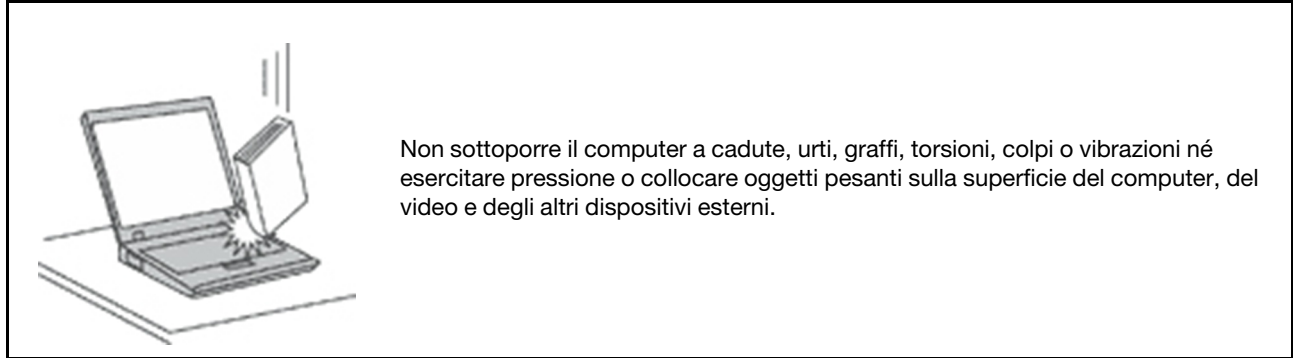 Non sottoporre il computer a cadute, urti, graffi, torsioni, colpi o vibrazioni né
esercitare pressione o collocare oggetti pesanti sulla superficie del computer, del
video e degli altri dispositivi esterni.